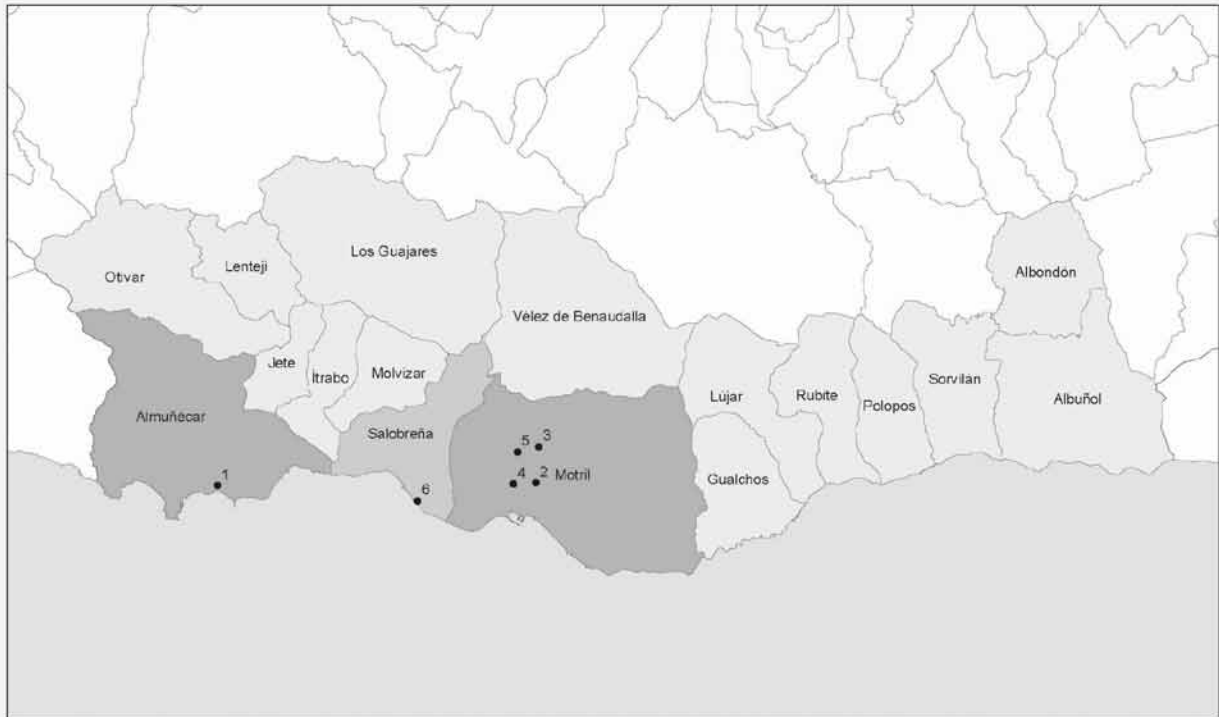 Otívar
Lentejí
Los Guajares
Vélez de Benaudalla
Albondón
Jete
Ítrabo
Molvízar
Almuñécar
Salobreña
Lújar
Rubite
Polopos
Sorvilán
Albuñol
Gualchos
Motril
1
2
3
4
5
6